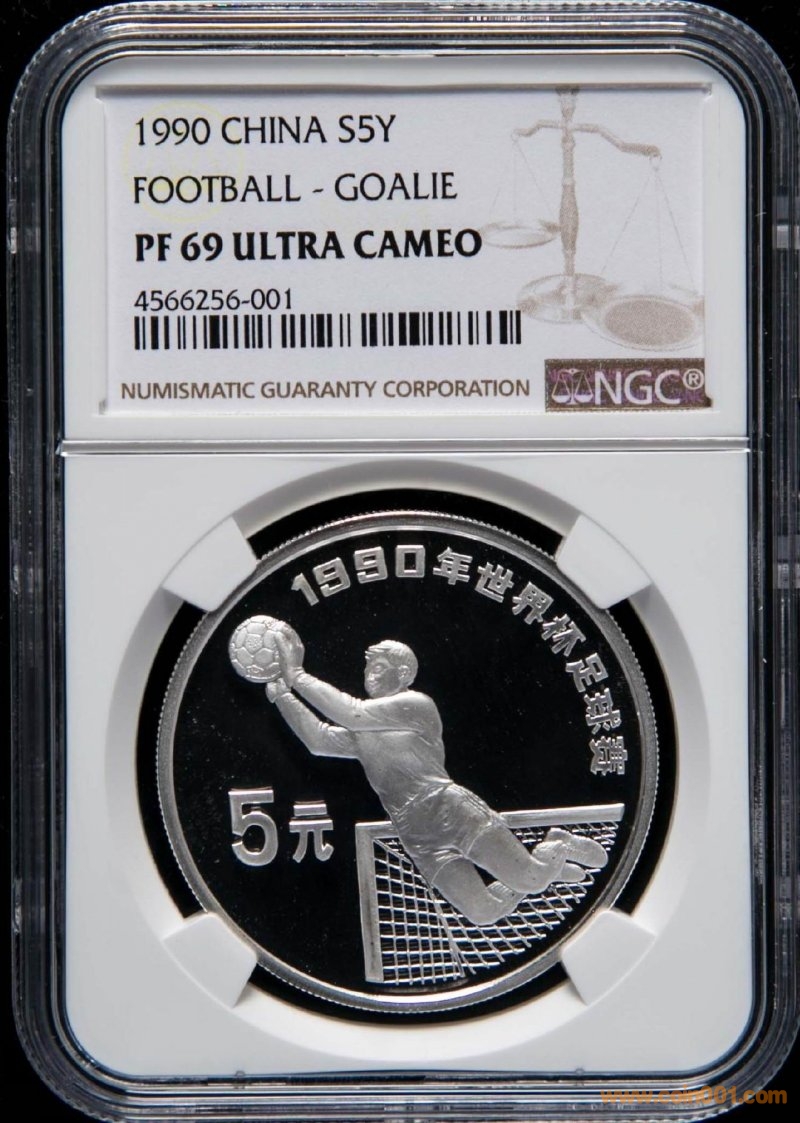 1990 CHINA S5Y
FOOTBALL - GOALIE
PF 69 ULTRA CAMEO
4566256-001
NUMISMATIC GUARANTY CORPORATION
NGC®
1990年世界杯足球赛
5元
www.coin001.com